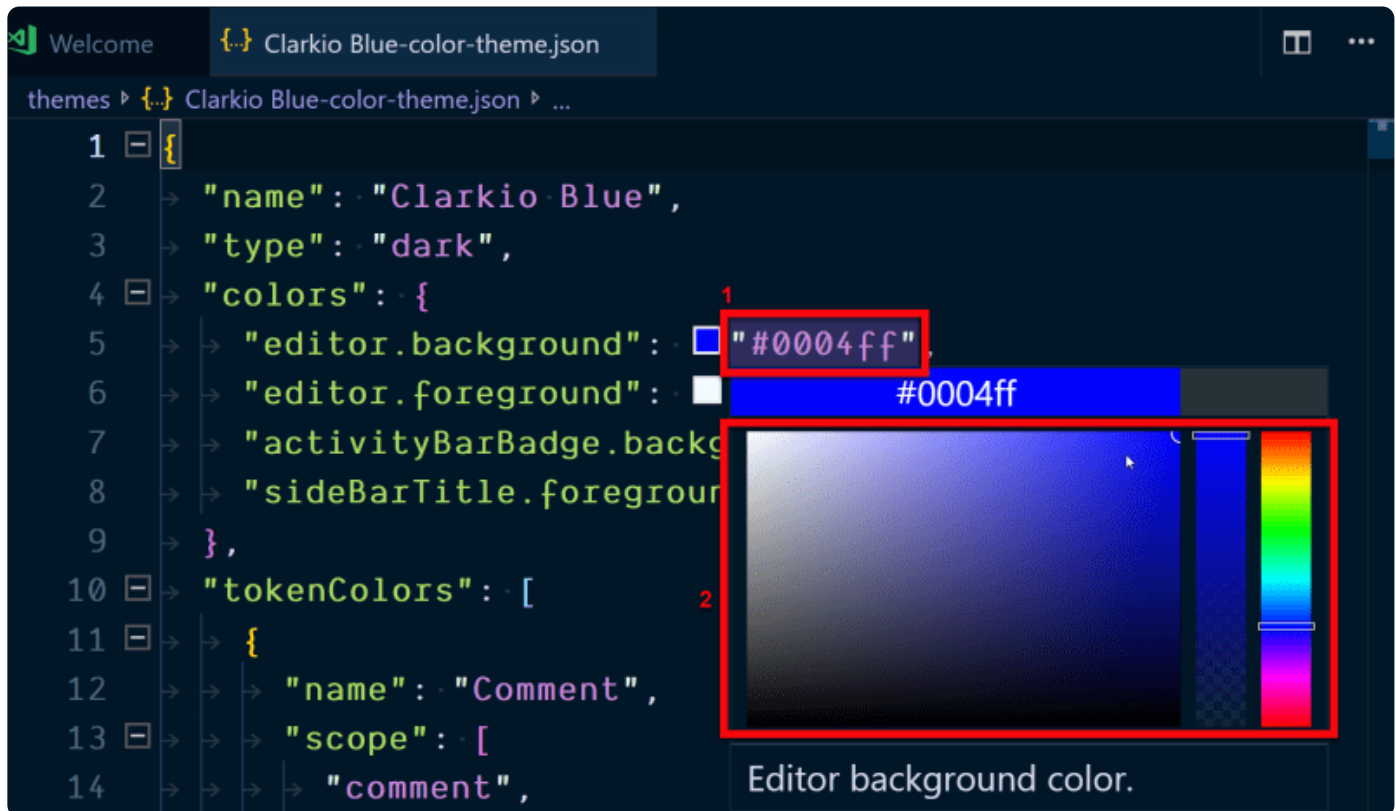 Welcome
{..} Clarkio Blue-color-theme.json
...
themes {..} Clarkio Blue-color-theme.json ...
1 {
2 "name": "Clarkio Blue",
3 "type": "dark",
4 "colors": {
1
5 "editor.background": "#0004ff",
6 "editor.foreground":
#0004ff
7 "activityBarBadge.backg
8 "sideBarTitle.foregrour
9 },
10 "tokenColors": [
2
11 {
12 "name": "Comment",
13 "scope": [
14 "comment",
Editor background color.